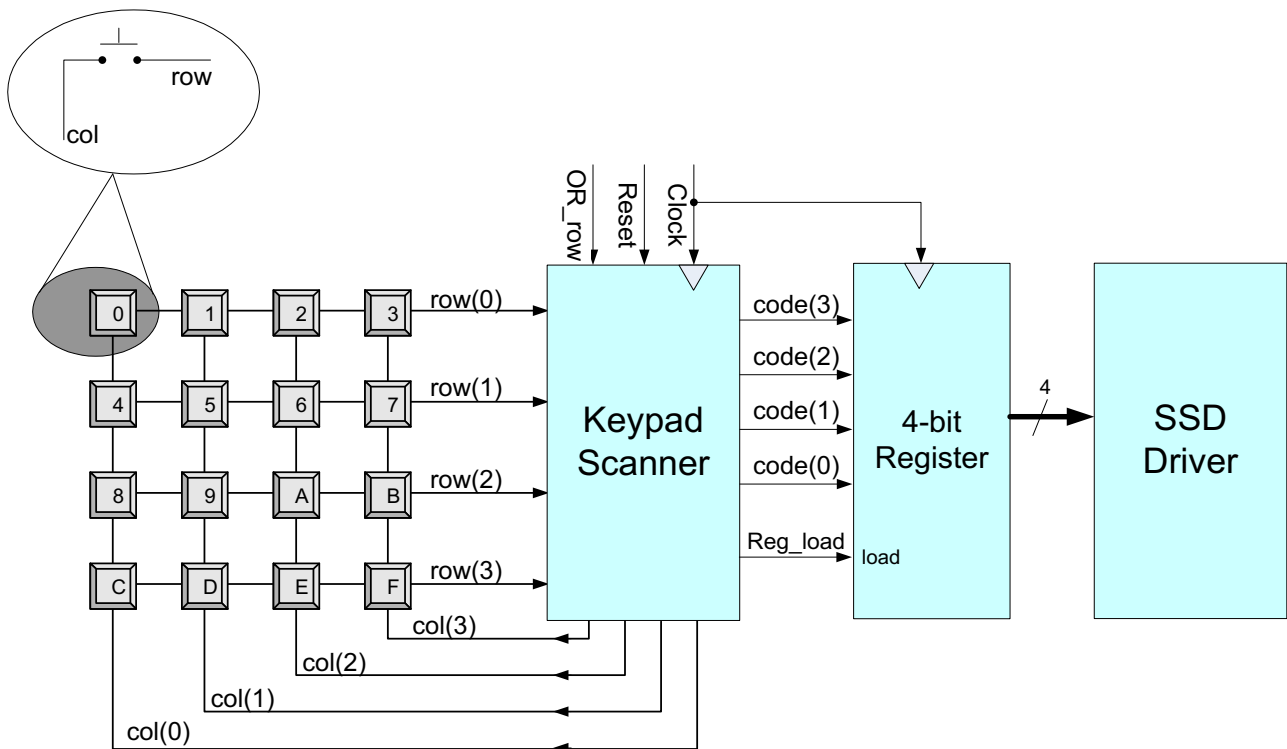 row
col
OR_row
Reset
Clock
0
1
2
3
row(0)
4
5
6
7
row(1)
8
9
A
B
row(2)
C
D
E
F
row(3)
col(3)
col(2)
col(1)
col(0)
Keypad
Scanner
code(3)
code(2)
code(1)
code(0)
Reg_load
load
4-bit
Register
4
SSD
Driver